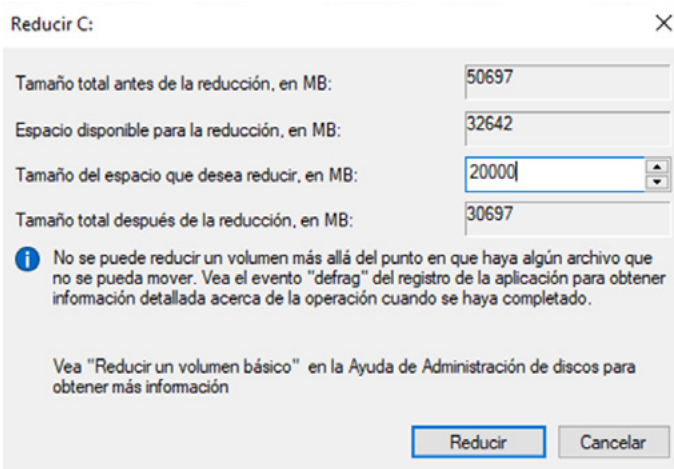 Reducir C:
Tamaño total antes de la reducción, en MB: 50697
Espacio disponible para la reducción, en MB: 32642
Tamaño del espacio que desea reducir, en MB: 20000
Tamaño total después de la reducción, en MB: 30697
No se puede reducir un volumen más allá del punto en que haya algún archivo que
no se pueda mover. Vea el evento "defrag" del registro de la aplicación para obtener
información detallada acerca de la operación cuando se haya completado.
Vea "Reducir un volumen básico" en la Ayuda de Administración de discos para
obtener más información
Reducir Cancelar